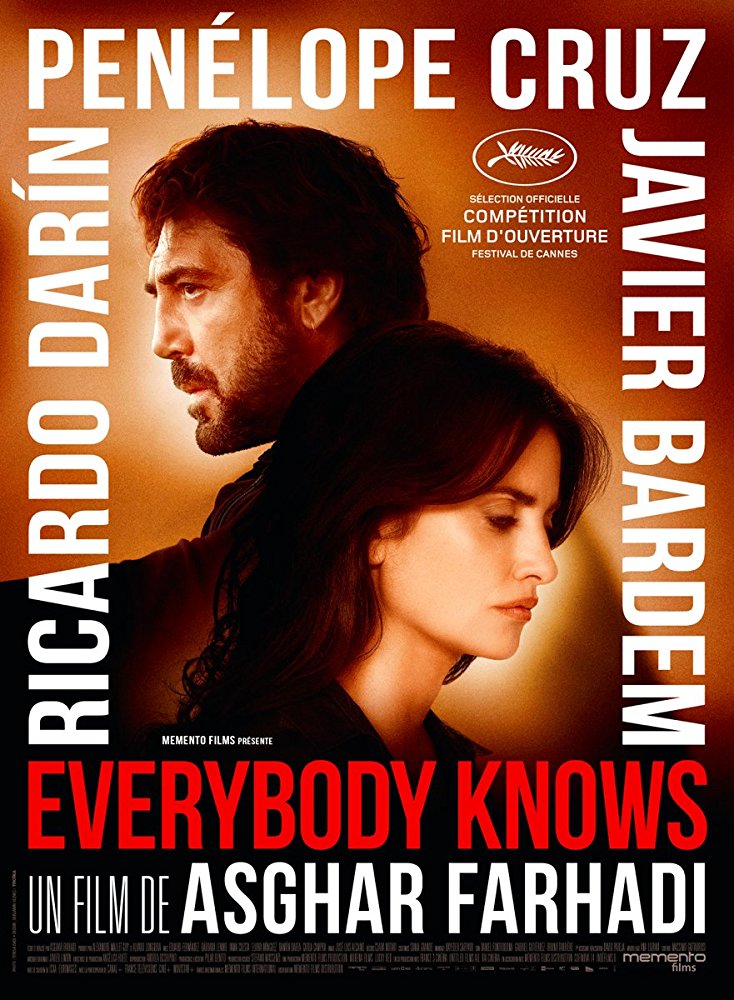 PENÉLOPE CRUZ
RICARDO DARÍN
JAVIER BARDEM
SÉLECTION OFFICIELLE
COMPÉTITION
FILM D'OUVERTURE
FESTIVAL DE CANNES
MEMENTO FILMS PRÉSENTE
EVERYBODY KNOWS
UN FILM DE ASGHAR FARHADI
memento
films